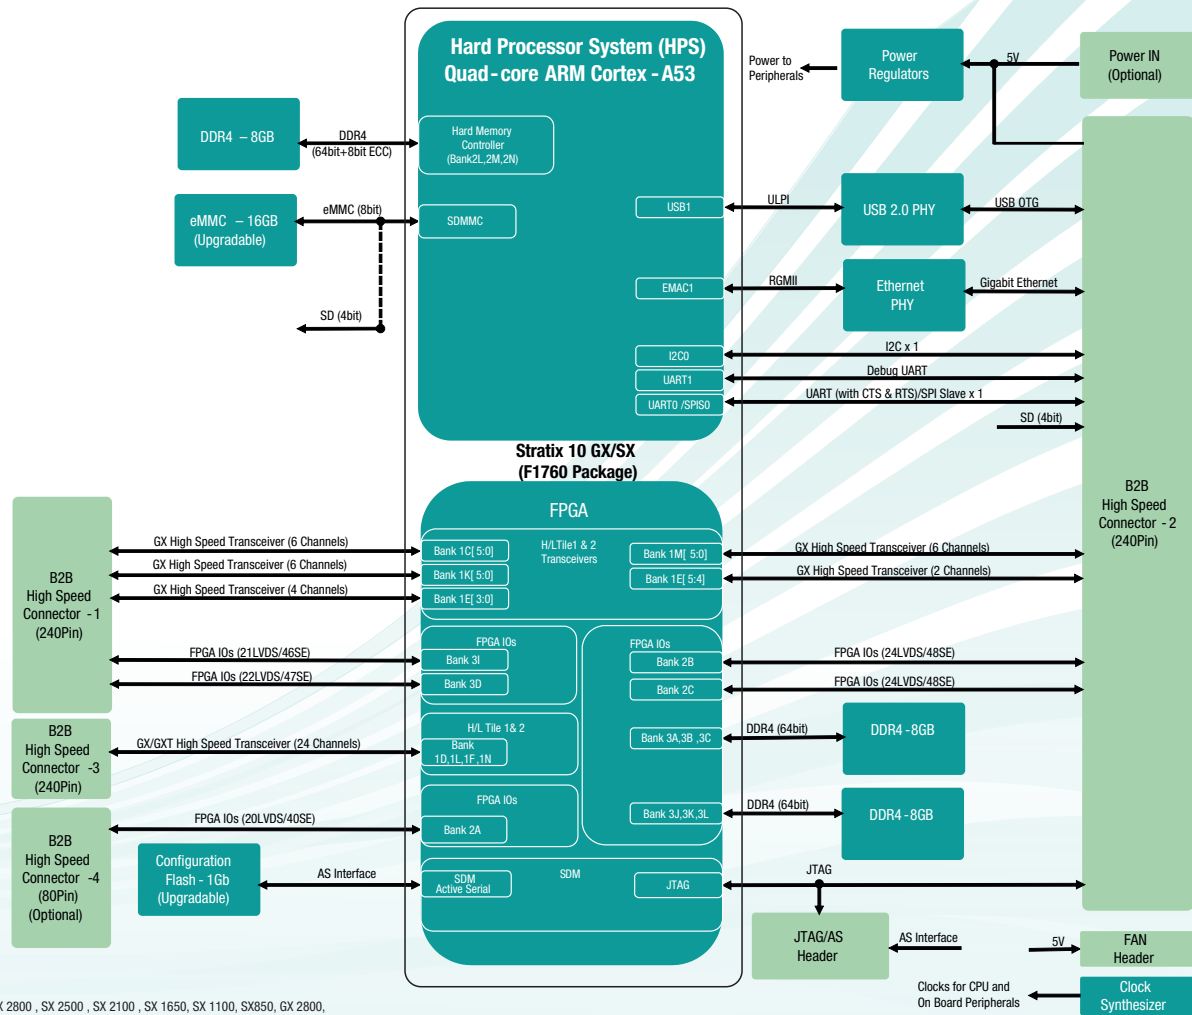 Hard Processor System (HPS)
Quad-core ARM Cortex -A53
Power to
Peripherals
Power
Regulators
5V
Power IN
(Optional)
DDR4 – 8GB
DDR4
(64bit+8bit ECC)
Hard Memory
Controller
(Bank2L,2M,2N)
eMMC – 16GB
(Upgradable)
eMMC (8bit)
SDMMC
SD (4bit)
USB1
ULPI
USB 2.0 PHY
USB OTG
EMAC1
RGMII
Ethernet
PHY
Gigabit Ethernet
I2C0
I2C x 1
UART1
Debug UART
UART0 /SPIS0
UART (with CTS & RTS)/SPI Slave x 1
SD (4bit)
B2B
High Speed
Connector - 2
(240Pin)
Stratix 10 GX/SX
(F1760 Package)
FPGA
H/LTile1 & 2
Transceivers
B2B
High Speed
Connector - 1
(240Pin)
GX High Speed Transceiver (6 Channels)
Bank 1C[ 5:0]
GX High Speed Transceiver (6 Channels)
Bank 1K[ 5:0]
GX High Speed Transceiver (4 Channels)
Bank 1E[ 3:0]
Bank 1M[ 5:0]
GX High Speed Transceiver (6 Channels)
Bank 1E[ 5:4]
GX High Speed Transceiver (2 Channels)
FPGA IOs
FPGA IOs (21LVDS/46SE)
Bank 3I
FPGA IOs (22LVDS/47SE)
Bank 3D
FPGA IOs
Bank 2B
FPGA IOs (24LVDS/48SE)
Bank 2C
FPGA IOs (24LVDS/48SE)
Bank 3A,3B ,3C
DDR4 (64bit)
DDR4 -8GB
Bank 3J,3K,3L
DDR4 (64bit)
DDR4 -8GB
B2B
High Speed
Connector -3
(240Pin)
GX/GXT High Speed Transceiver (24 Channels)
H/L Tile 1& 2
Bank
1D,1L,1F ,1N
B2B
High Speed
Connector -4
(80Pin)
(Optional)
FPGA IOs (20LVDS/40SE)
FPGA IOs
Bank 2A
Configuration
Flash - 1Gb
(Upgradable)
AS Interface
SDM
Active Serial
SDM
JTAG
JTAG
JTAG/AS
Header
AS Interface
5V
FAN
Header
Clocks for CPU and
On Board Peripherals
Clock
Synthesizer
X 2800 , SX 2500 , SX 2100 , SX 1650, SX 1100, SX850, GX 2800,